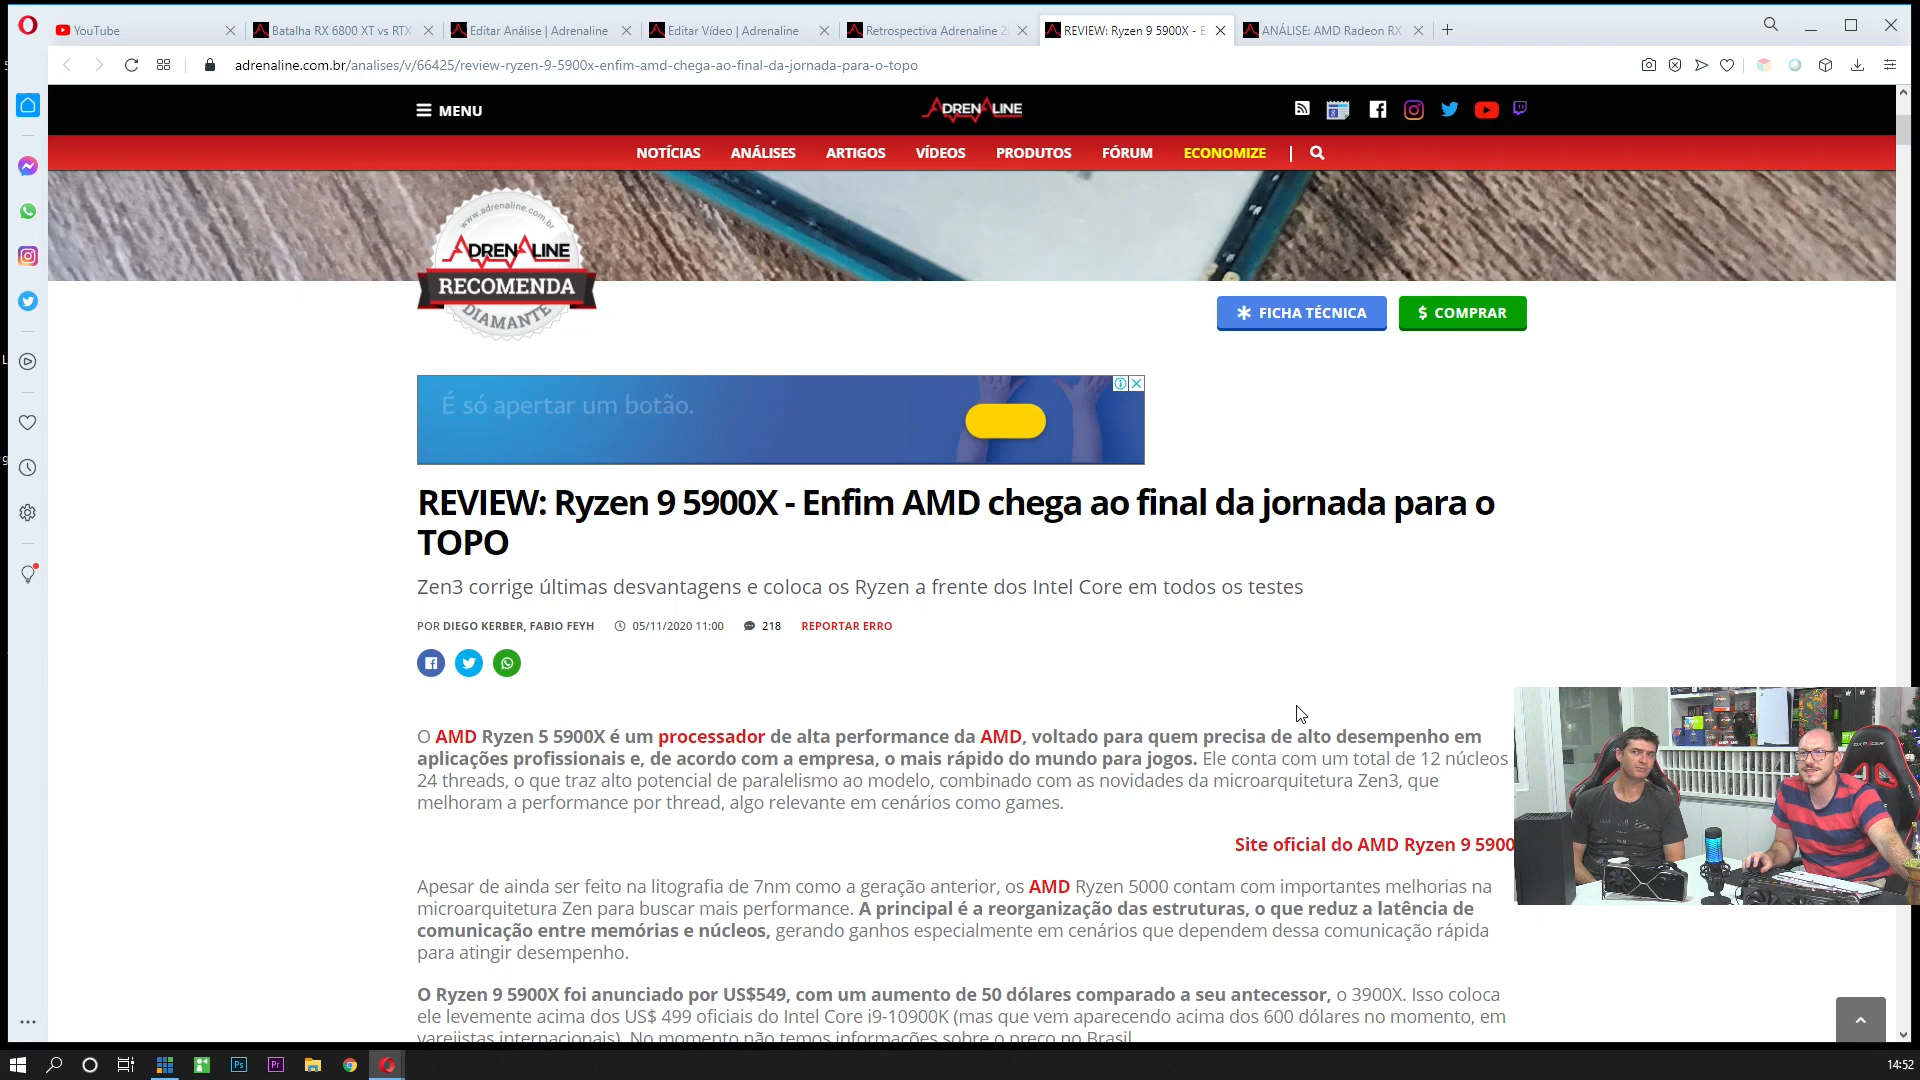 YouTube
Batalha RX 6800 XT vs RTX
Editar Análise | Adrenaline
Editar Vídeo | Adrenaline
Retrospectiva Adrenaline 2
REVIEW: Ryzen 9 5900X - E
ANÁLISE: AMD Radeon RX
adrenaline.com.br/analises/v/66425/review-ryzen-9-5900x-enfim-amd-chega-ao-final-da-jornada-para-o-topo
MENU
ADRENALINE
NOTÍCIAS
ANÁLISES
ARTIGOS
VÍDEOS
PRODUTOS
FÓRUM
ECONOMIZE
www.adrenaline.com.br
ADRENALINE
RECOMENDA
DIAMANTE
FICHA TÉCNICA
$ COMPRAR
É só apertar um botão.
REVIEW: Ryzen 9 5900X - Enfim AMD chega ao final da jornada para o
TOPO
Zen3 corrige últimas desvantagens e coloca os Ryzen a frente dos Intel Core em todos os testes
POR DIEGO KERBER, FABIO FEYH 05/11/2020 11:00 218 REPORTAR ERRO
O AMD Ryzen 5 5900X é um processador de alta performance da AMD, voltado para quem precisa de alto desempenho em
aplicações profissionais e, de acordo com a empresa, o mais rápido do mundo para jogos. Ele conta com um total de 12 núcleos
24 threads, o que traz alto potencial de paralelismo ao modelo, combinado com as novidades da microarquitetura Zen3, que
melhoram a performance por thread, algo relevante em cenários como games.
Site oficial do AMD Ryzen 9 5900
Apesar de ainda ser feito na litografia de 7nm como a geração anterior, os AMD Ryzen 5000 contam com importantes melhorias na
microarquitetura Zen para buscar mais performance. A principal é a reorganização das estruturas, o que reduz a latência de
comunicação entre memórias e núcleos, gerando ganhos especialmente em cenários que dependem dessa comunicação rápida
para atingir desempenho.
O Ryzen 9 5900X foi anunciado por US$549, com um aumento de 50 dólares comparado a seu antecessor, o 3900X. Isso coloca
ele levemente acima dos US$ 499 oficiais do Intel Core i9-10900K (mas que vem aparecendo acima dos 600 dólares no momento, em
varejistas internacionais). No momento não temos informações sobre o preço no Brasil.
Ps
Pr
14:52